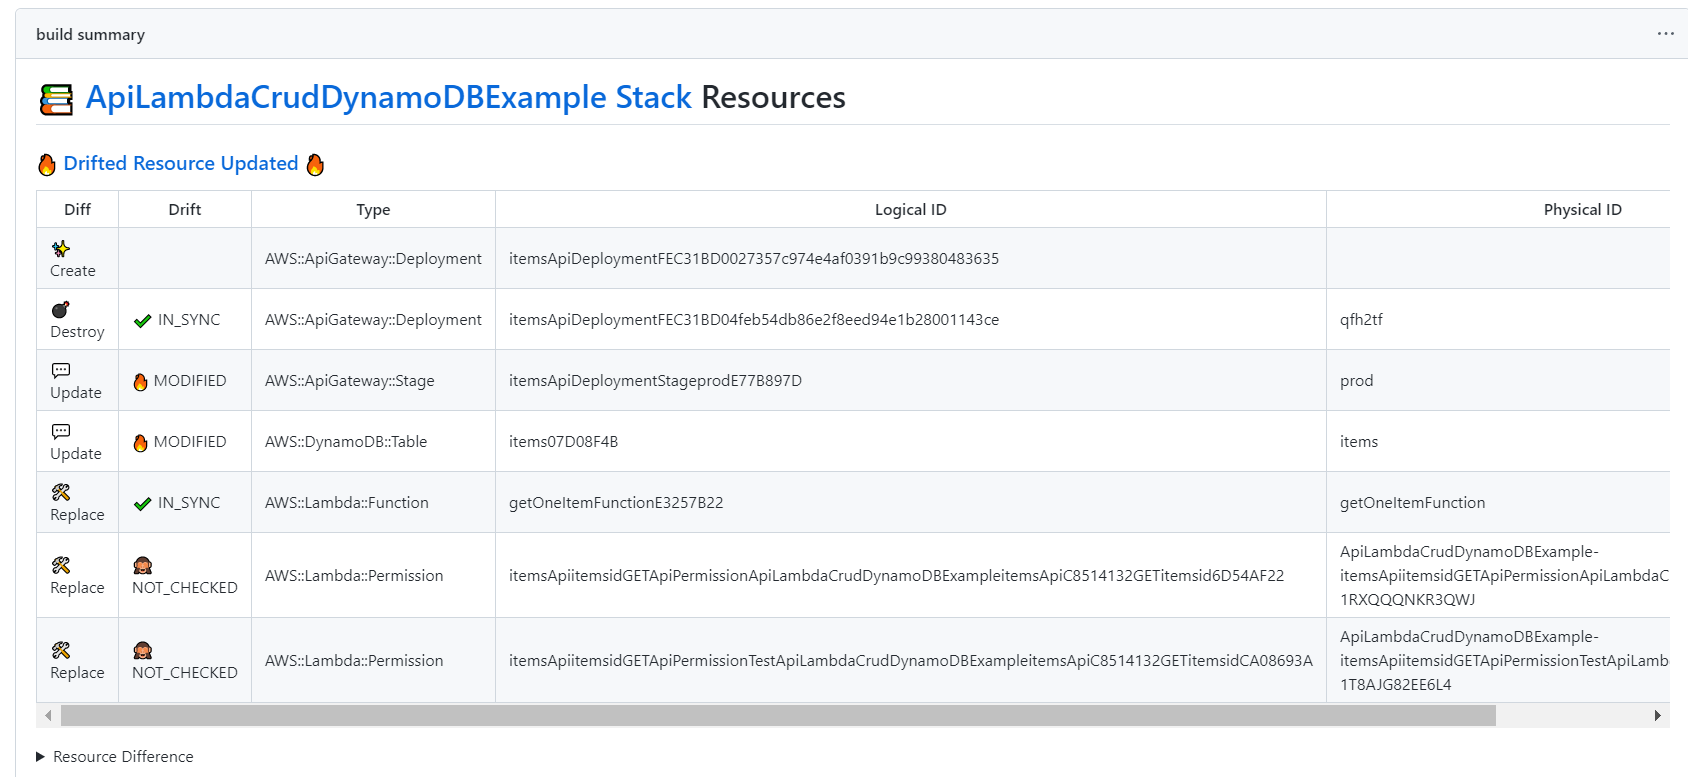 build summary
ApiLambdaCrudDynamoDBExample Stack Resources
Drifted Resource Updated
Diff Drift Type Logical ID Physical ID
Create AWS::ApiGateway::Deployment itemsApiDeploymentFEC31BD0027357c974e4af0391b9c99380483635
Destroy IN_SYNC AWS::ApiGateway::Deployment itemsApiDeploymentFEC31BD04feb54db86e2f8eed94e1b28001143ce qfh2tf
Update MODIFIED AWS::ApiGateway::Stage itemsApiDeploymentStageprodE77B897D prod
Update MODIFIED AWS::DynamoDB::Table items07D08F4B items
Replace IN_SYNC AWS::Lambda::Function getOneItemFunctionE3257B22 getOneItemFunction
Replace NOT_CHECKED AWS::Lambda::Permission itemsApiitemsidGETApiPermissionApiLambdaCrudDynamoDBExampleitemsApiC8514132GETitemsid6D54AF22 ApiLambdaCrudDynamoDBExample-
itemsApiitemsidGETApiPermissionApiLambdaC
1RXQQQNKR3QWJ
Replace NOT_CHECKED AWS::Lambda::Permission itemsApiitemsidGETApiPermissionTestApiLambdaCrudDynamoDBExampleitemsApiC8514132GETitemsidCA08693A ApiLambdaCrudDynamoDBExample-
itemsApiitemsidGETApiPermissionTestApiLamb
1T8AJG82EE6L4
Resource Difference